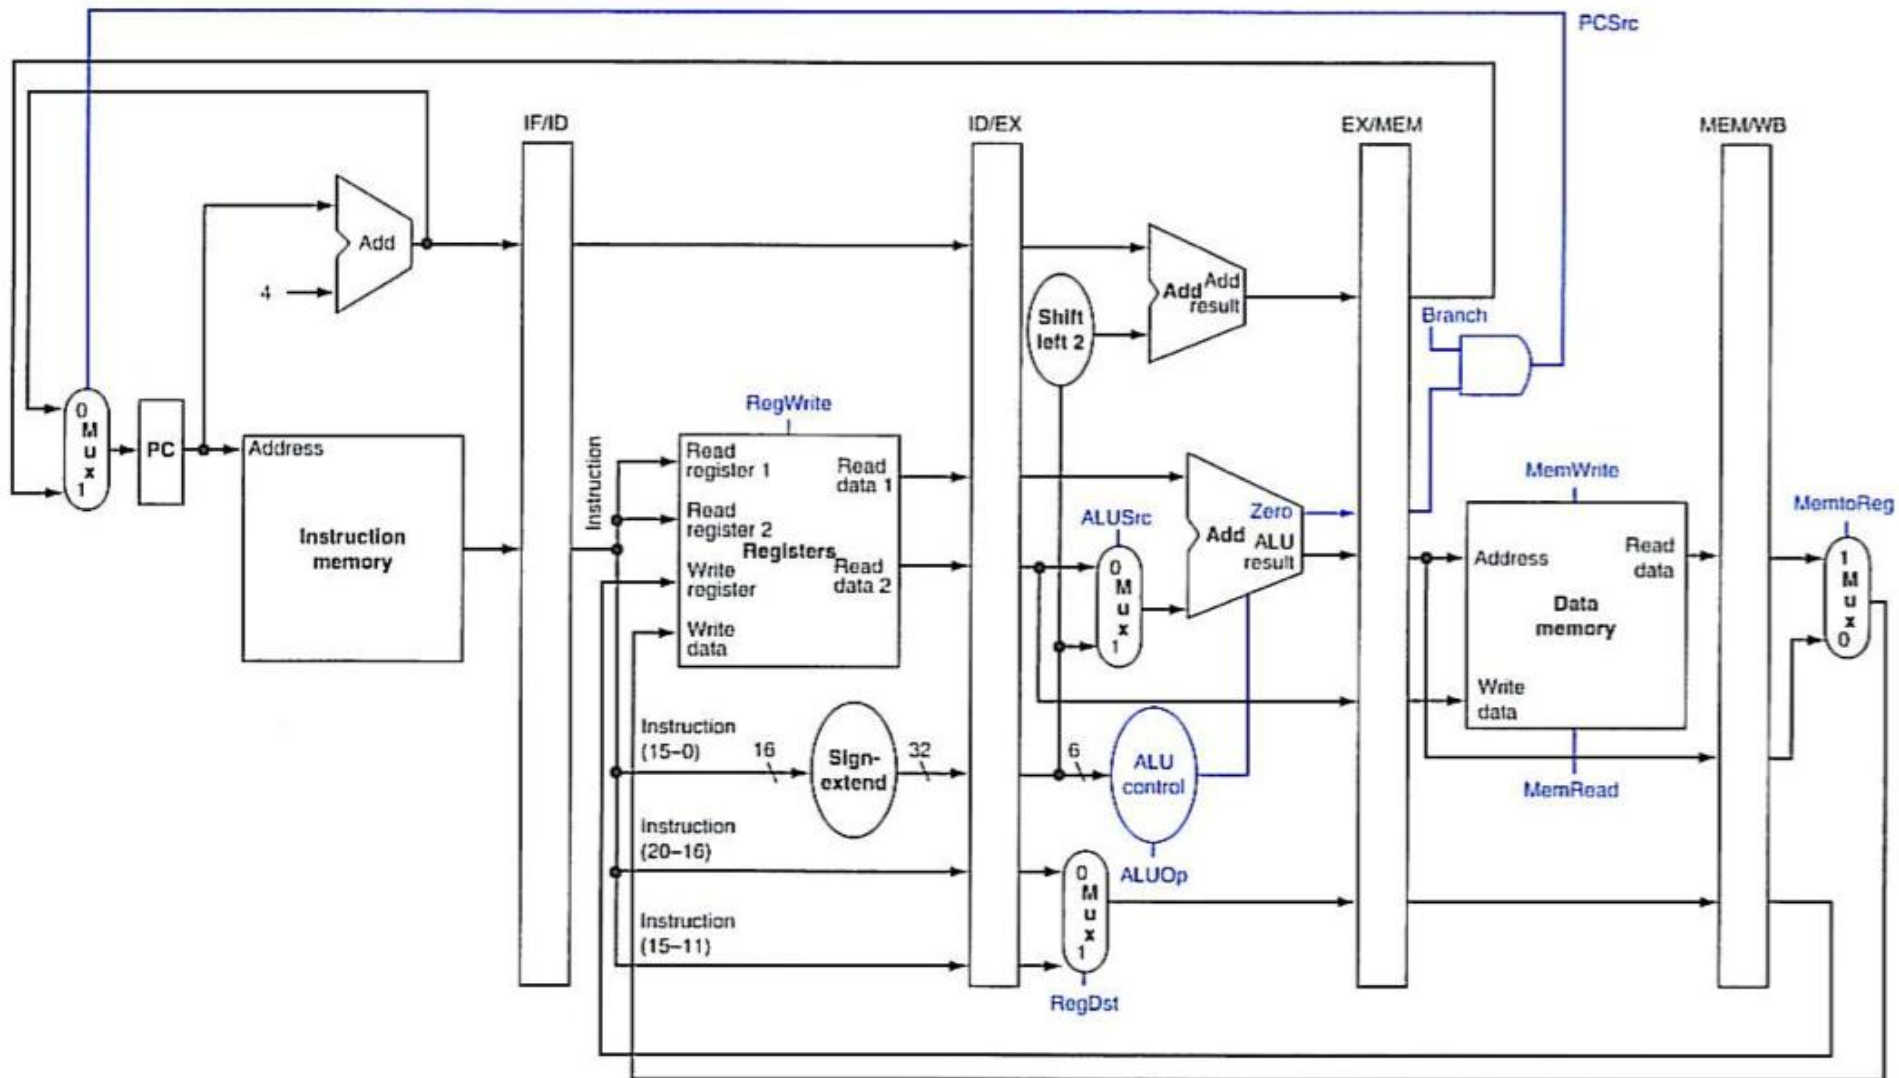 PCSrc
IF/ID
ID/EX
EX/MEM
MEM/WB
Add
4
Add
Add
result
Shift
left 2
Branch
0
M
u
x
1
PC
Address
Instruction
memory
Instruction
RegWrite
Read
register 1
Read
register 2
Write
register
Write
data
Registers
Read
data 1
Read
data 2
ALUSrc
0
M
u
x
1
Zero
Add
ALU
result
MemWrite
Address
Read
data
Data
memory
Write
data
MemRead
MemtoReg
1
M
u
x
0
Instruction
(15–0)
16
Sign-
extend
32
6
ALU
control
ALUOp
Instruction
(20–16)
Instruction
(15–11)
0
M
u
x
1
RegDst